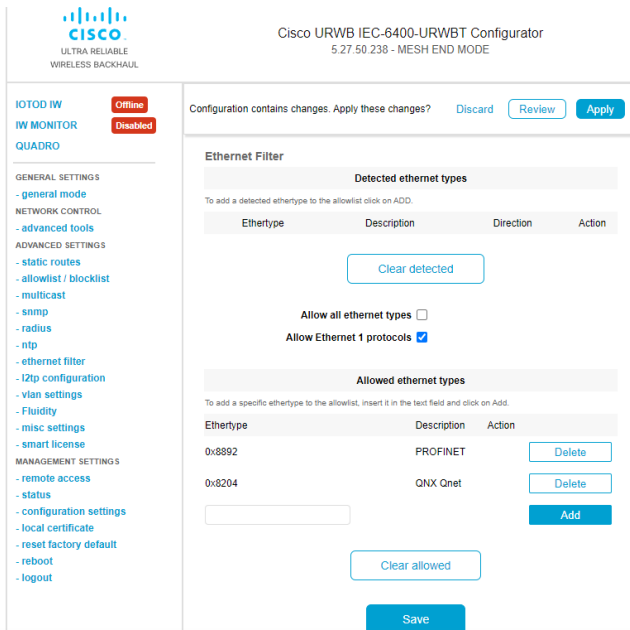 CISCO
ULTRA RELIABLE
WIRELESS BACKHAUL
Cisco URWB IEC-6400-URWBT Configurator
5.27.50.238 - MESH END MODE
IOTOD IW Offline
IW MONITOR Disabled
QUADRO
GENERAL SETTINGS
- general mode
NETWORK CONTROL
- advanced tools
ADVANCED SETTINGS
- static routes
- allowlist / blocklist
- multicast
- snmp
- radius
- ntp
- ethernet filter
- l2tp configuration
- vlan settings
- Fluidity
- misc settings
- smart license
MANAGEMENT SETTINGS
- remote access
- status
- configuration settings
- local certificate
- reset factory default
- reboot
- logout
Configuration contains changes. Apply these changes? Discard Review Apply
Ethernet Filter
Detected ethernet types
To add a detected ethertype to the allowlist click on ADD.
Ethertype Description Direction Action
Clear detected
Allow all ethernet types
Allow Ethernet 1 protocols
Allowed ethernet types
To add a specific ethertype to the allowlist, insert it in the text field and click on Add.
Ethertype Description Action
0x8892 PROFINET Delete
0x8204 QNX Qnet Delete
Add
Clear allowed
Save